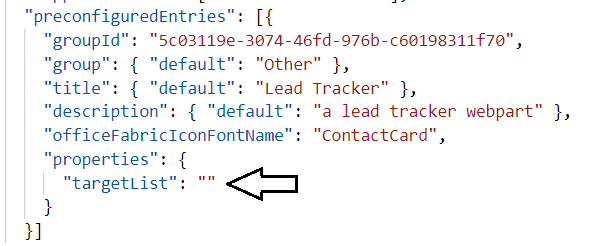 "preconfiguredEntries": [{
"groupId": "5c03119e-3074-46fd-976b-c60198311f70",
"group": { "default": "Other" },
"title": { "default": "Lead Tracker" },
"description": { "default": "a lead tracker webpart" },
"officeFabricIconFontName": "ContactCard",
"properties": {
"targetList": ""
}
}]